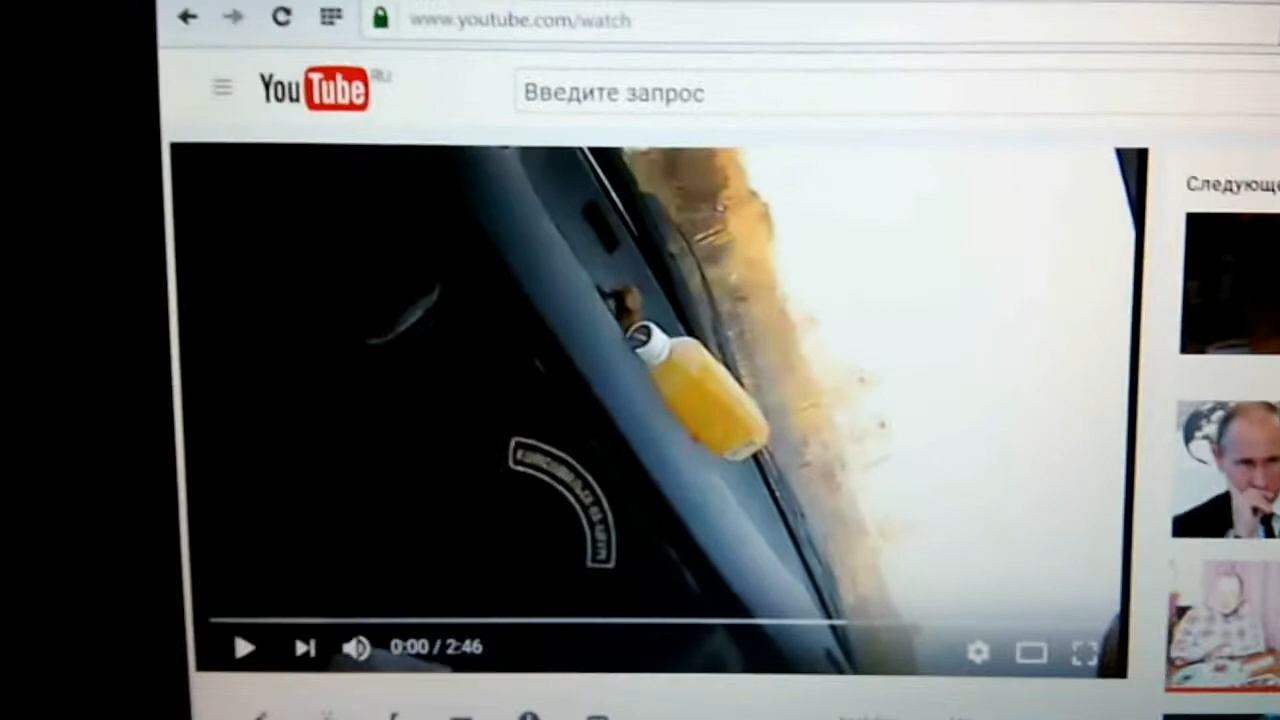 www.youtube.com/watch
YouTube RU
Введите запрос
Следующе
0:00 / 2:46